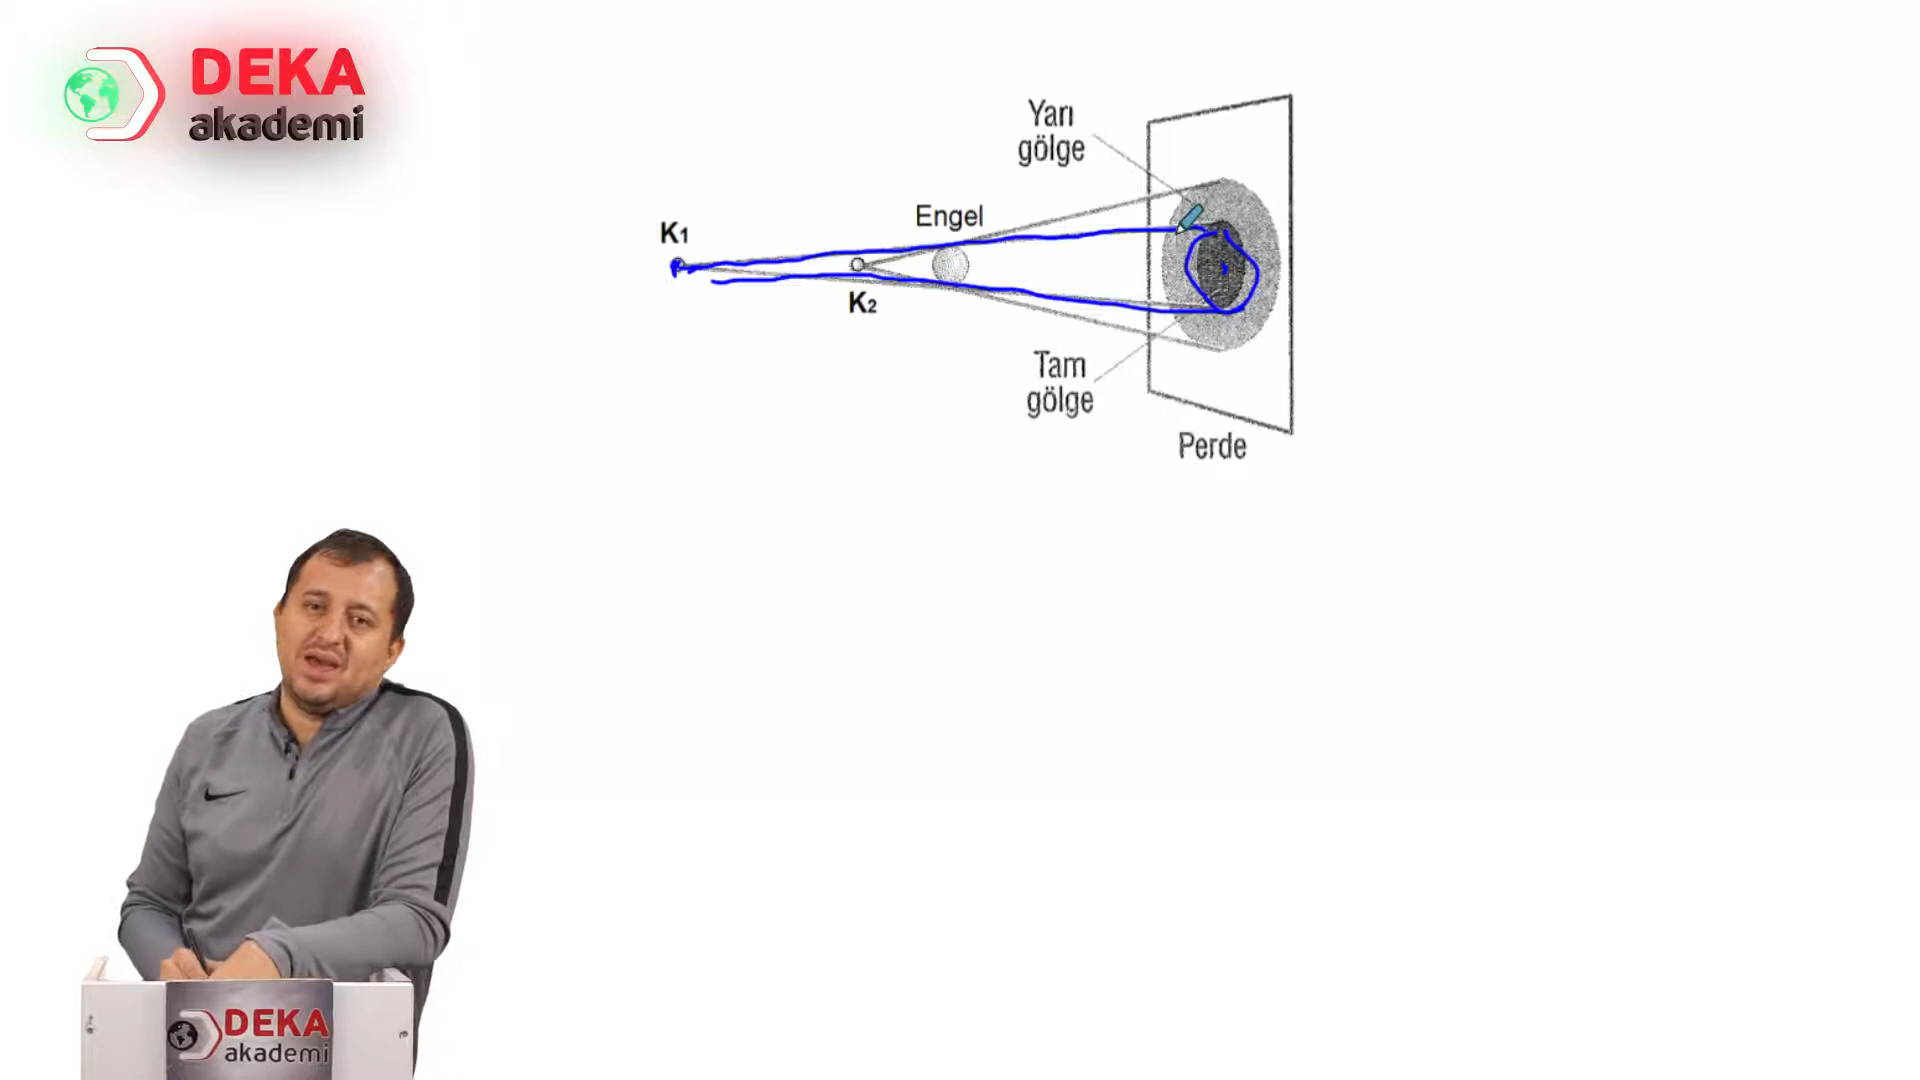 DEKA
akademi
Yarı
gölge
Engel
K1
K2
Tam
gölge
Perde
DEKA
akademi